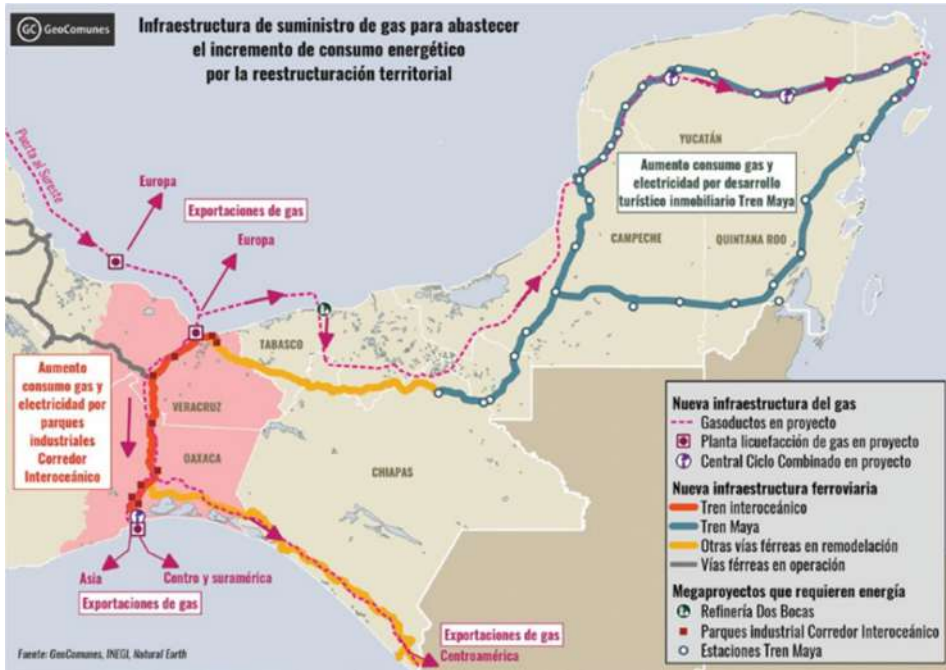 GC GeoComunes
Infraestructura de suministro de gas para abastecer
el incremento de consumo energético
por la reestructuración territorial
Puerta al Sureste
Europa
Exportaciones de gas
Europa
YUCATÁN
Aumento consumo gas y
electricidad por desarrollo
turístico inmobiliario Tren Maya
CAMPECHE
QUINTANA ROO
TABASCO
Aumento
consumo gas y
electricidad por
parques
industriales
Corredor
Interoceánico
VERACRUZ
OAXACA
CHIAPAS
Asia
Centro y suramérica
Exportaciones de gas
Exportaciones de gas
Centroamérica
Nueva infraestructura del gas
Gasoductos en proyecto
Planta licuefacción de gas en proyecto
Central Ciclo Combinado en proyecto
Nueva infraestructura ferroviaria
Tren interoceánico
Tren Maya
Otras vías férreas en remodelación
Vías férreas en operación
Megaproyectos que requieren energía
Refinería Dos Bocas
Parques industrial Corredor Interoceánico
Estaciones Tren Maya
Fuente: GeoComunes, INEGI, Natural Earth